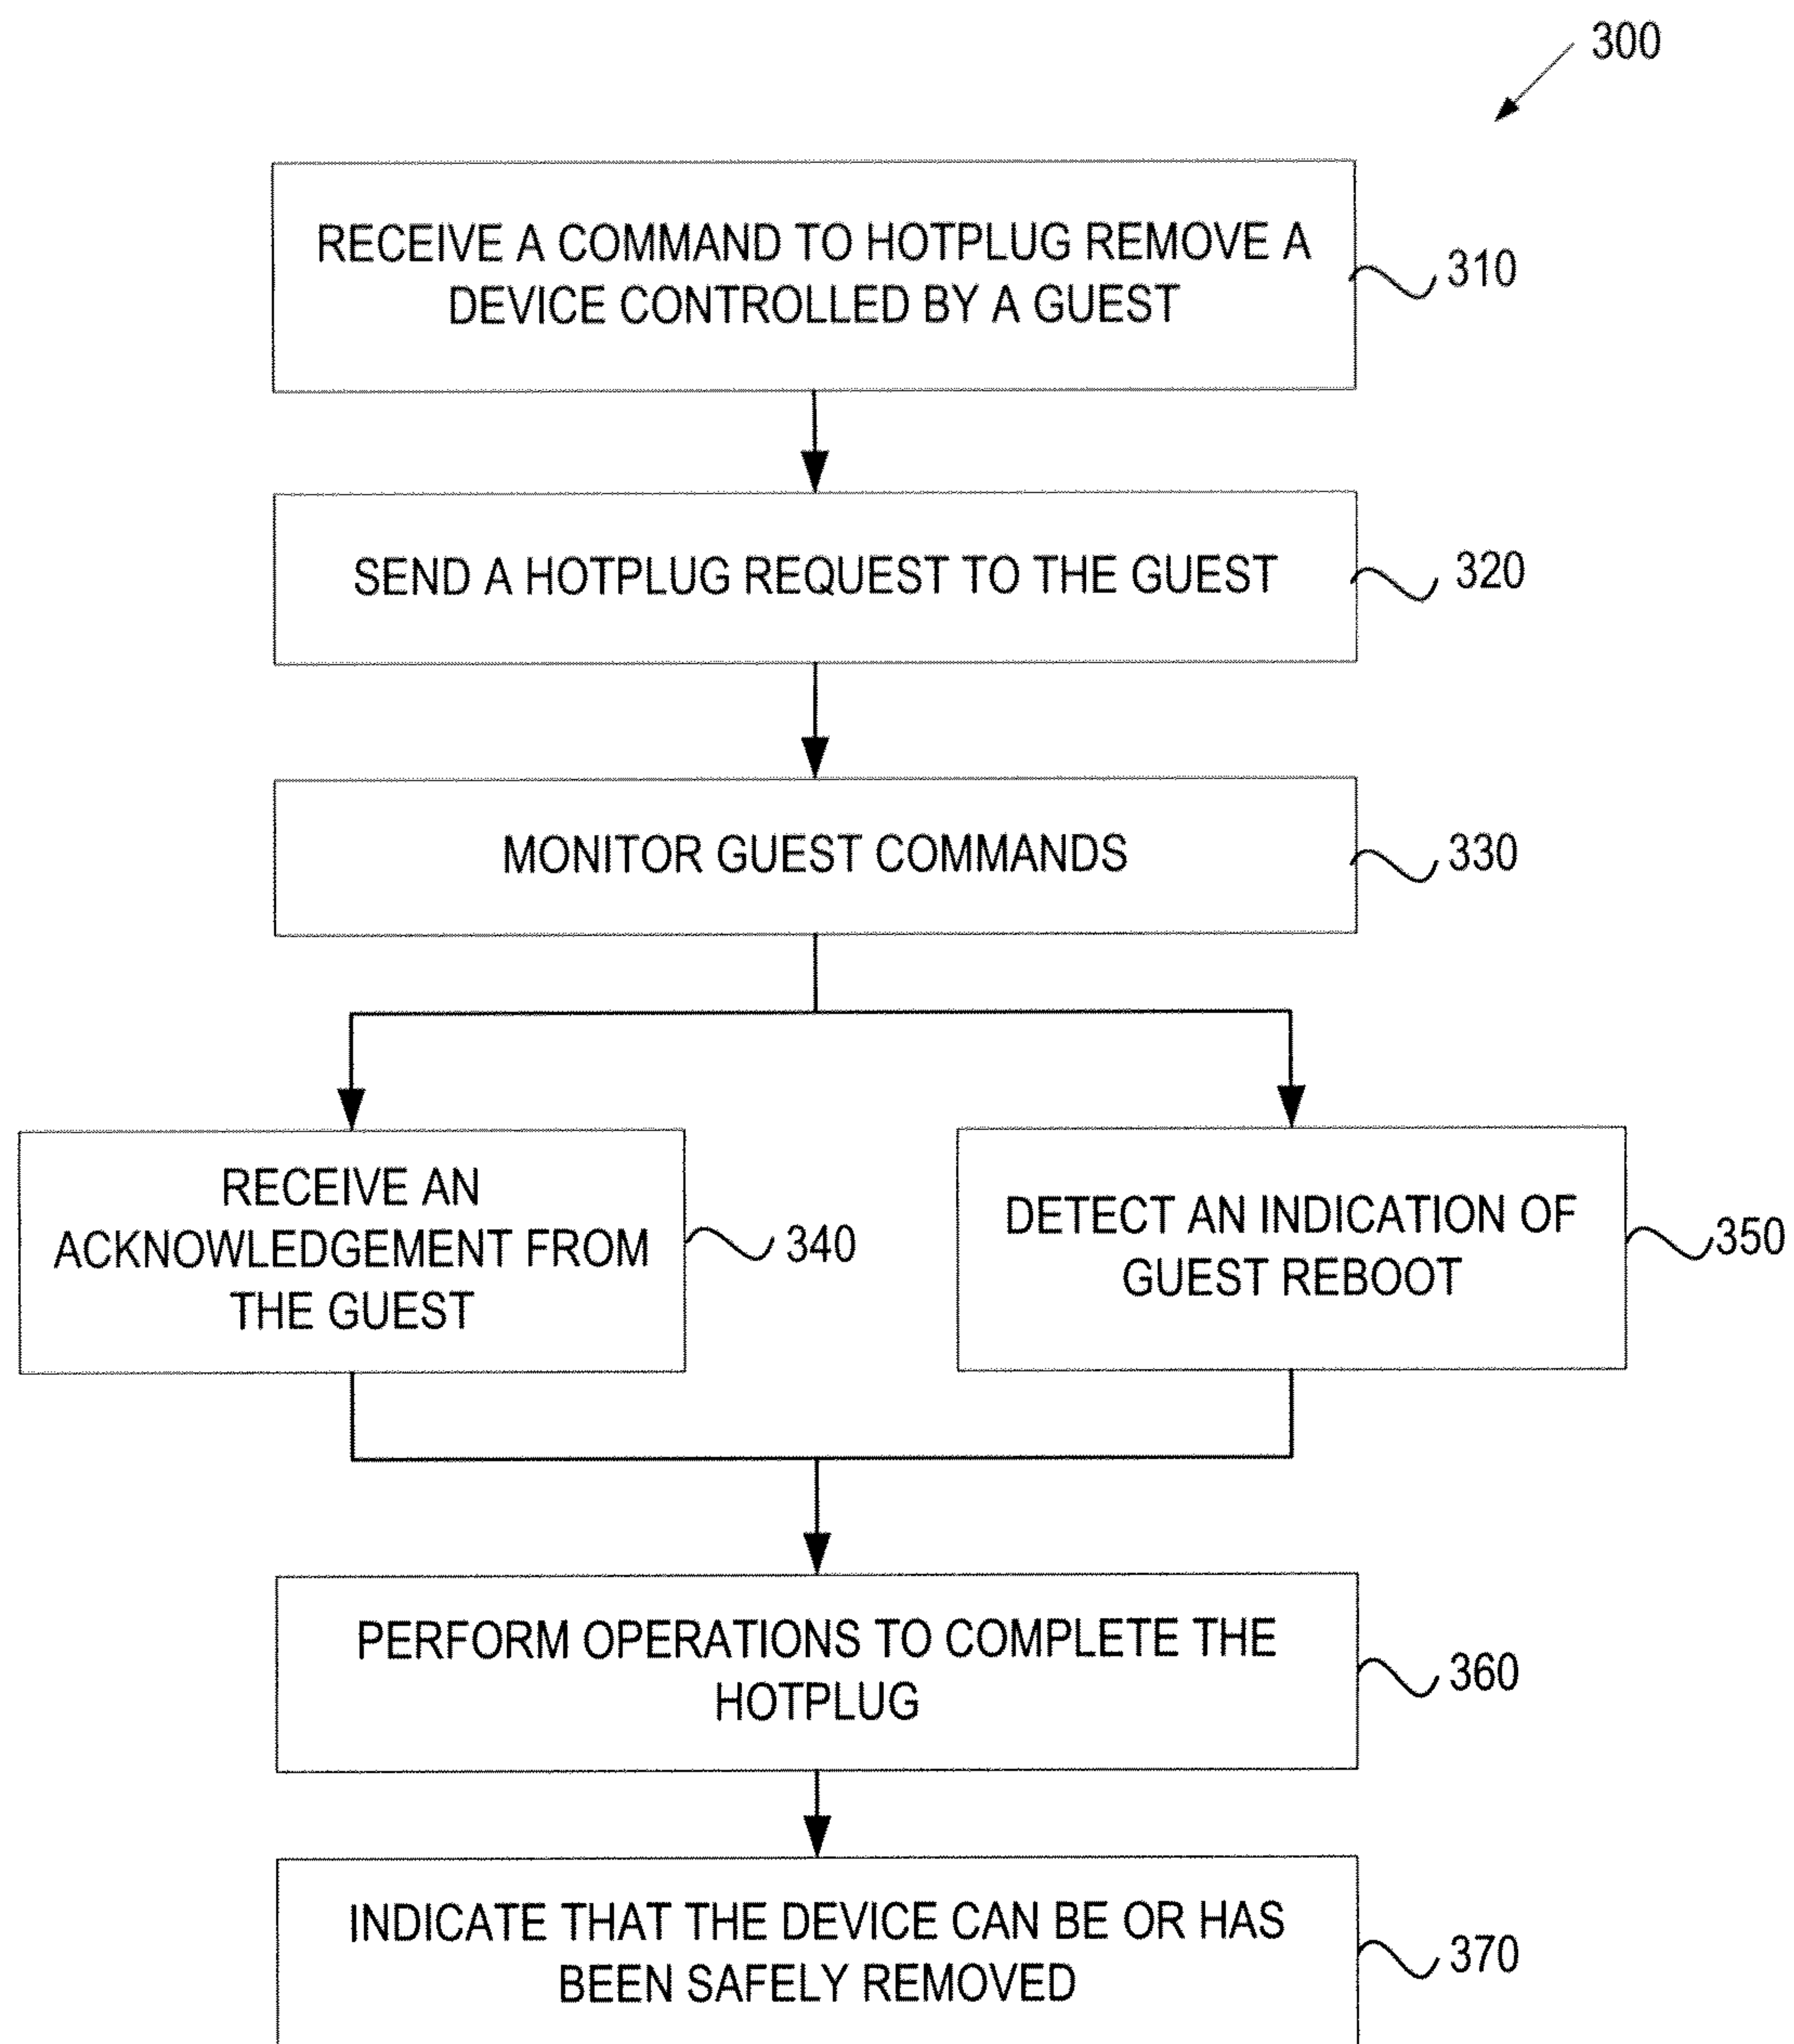 300
RECEIVE A COMMAND TO HOTPLUG REMOVE A
DEVICE CONTROLLED BY A GUEST
310
SEND A HOTPLUG REQUEST TO THE GUEST
320
MONITOR GUEST COMMANDS
330
RECEIVE AN
ACKNOWLEDGEMENT FROM
THE GUEST
340
DETECT AN INDICATION OF
GUEST REBOOT
350
PERFORM OPERATIONS TO COMPLETE THE
HOTPLUG
360
INDICATE THAT THE DEVICE CAN BE OR HAS
BEEN SAFELY REMOVED
370